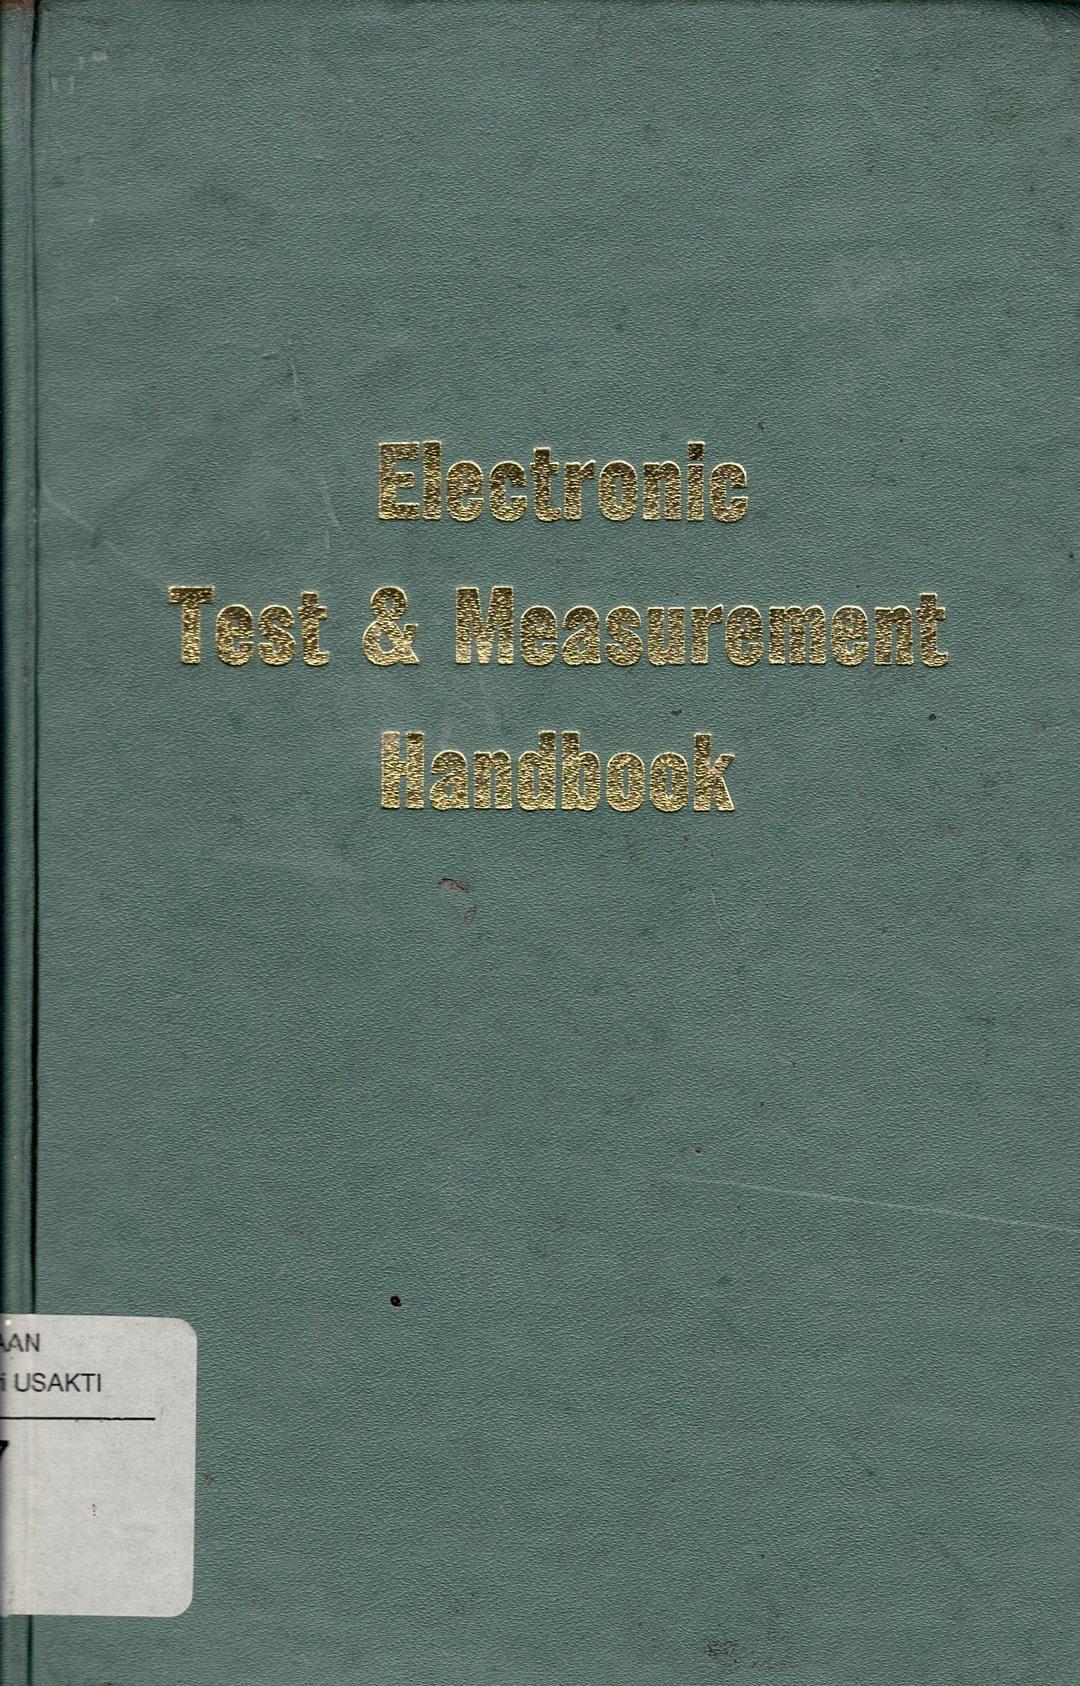 Electronic
Test & Measurement
Handbook
AAN
i USAKTI
7